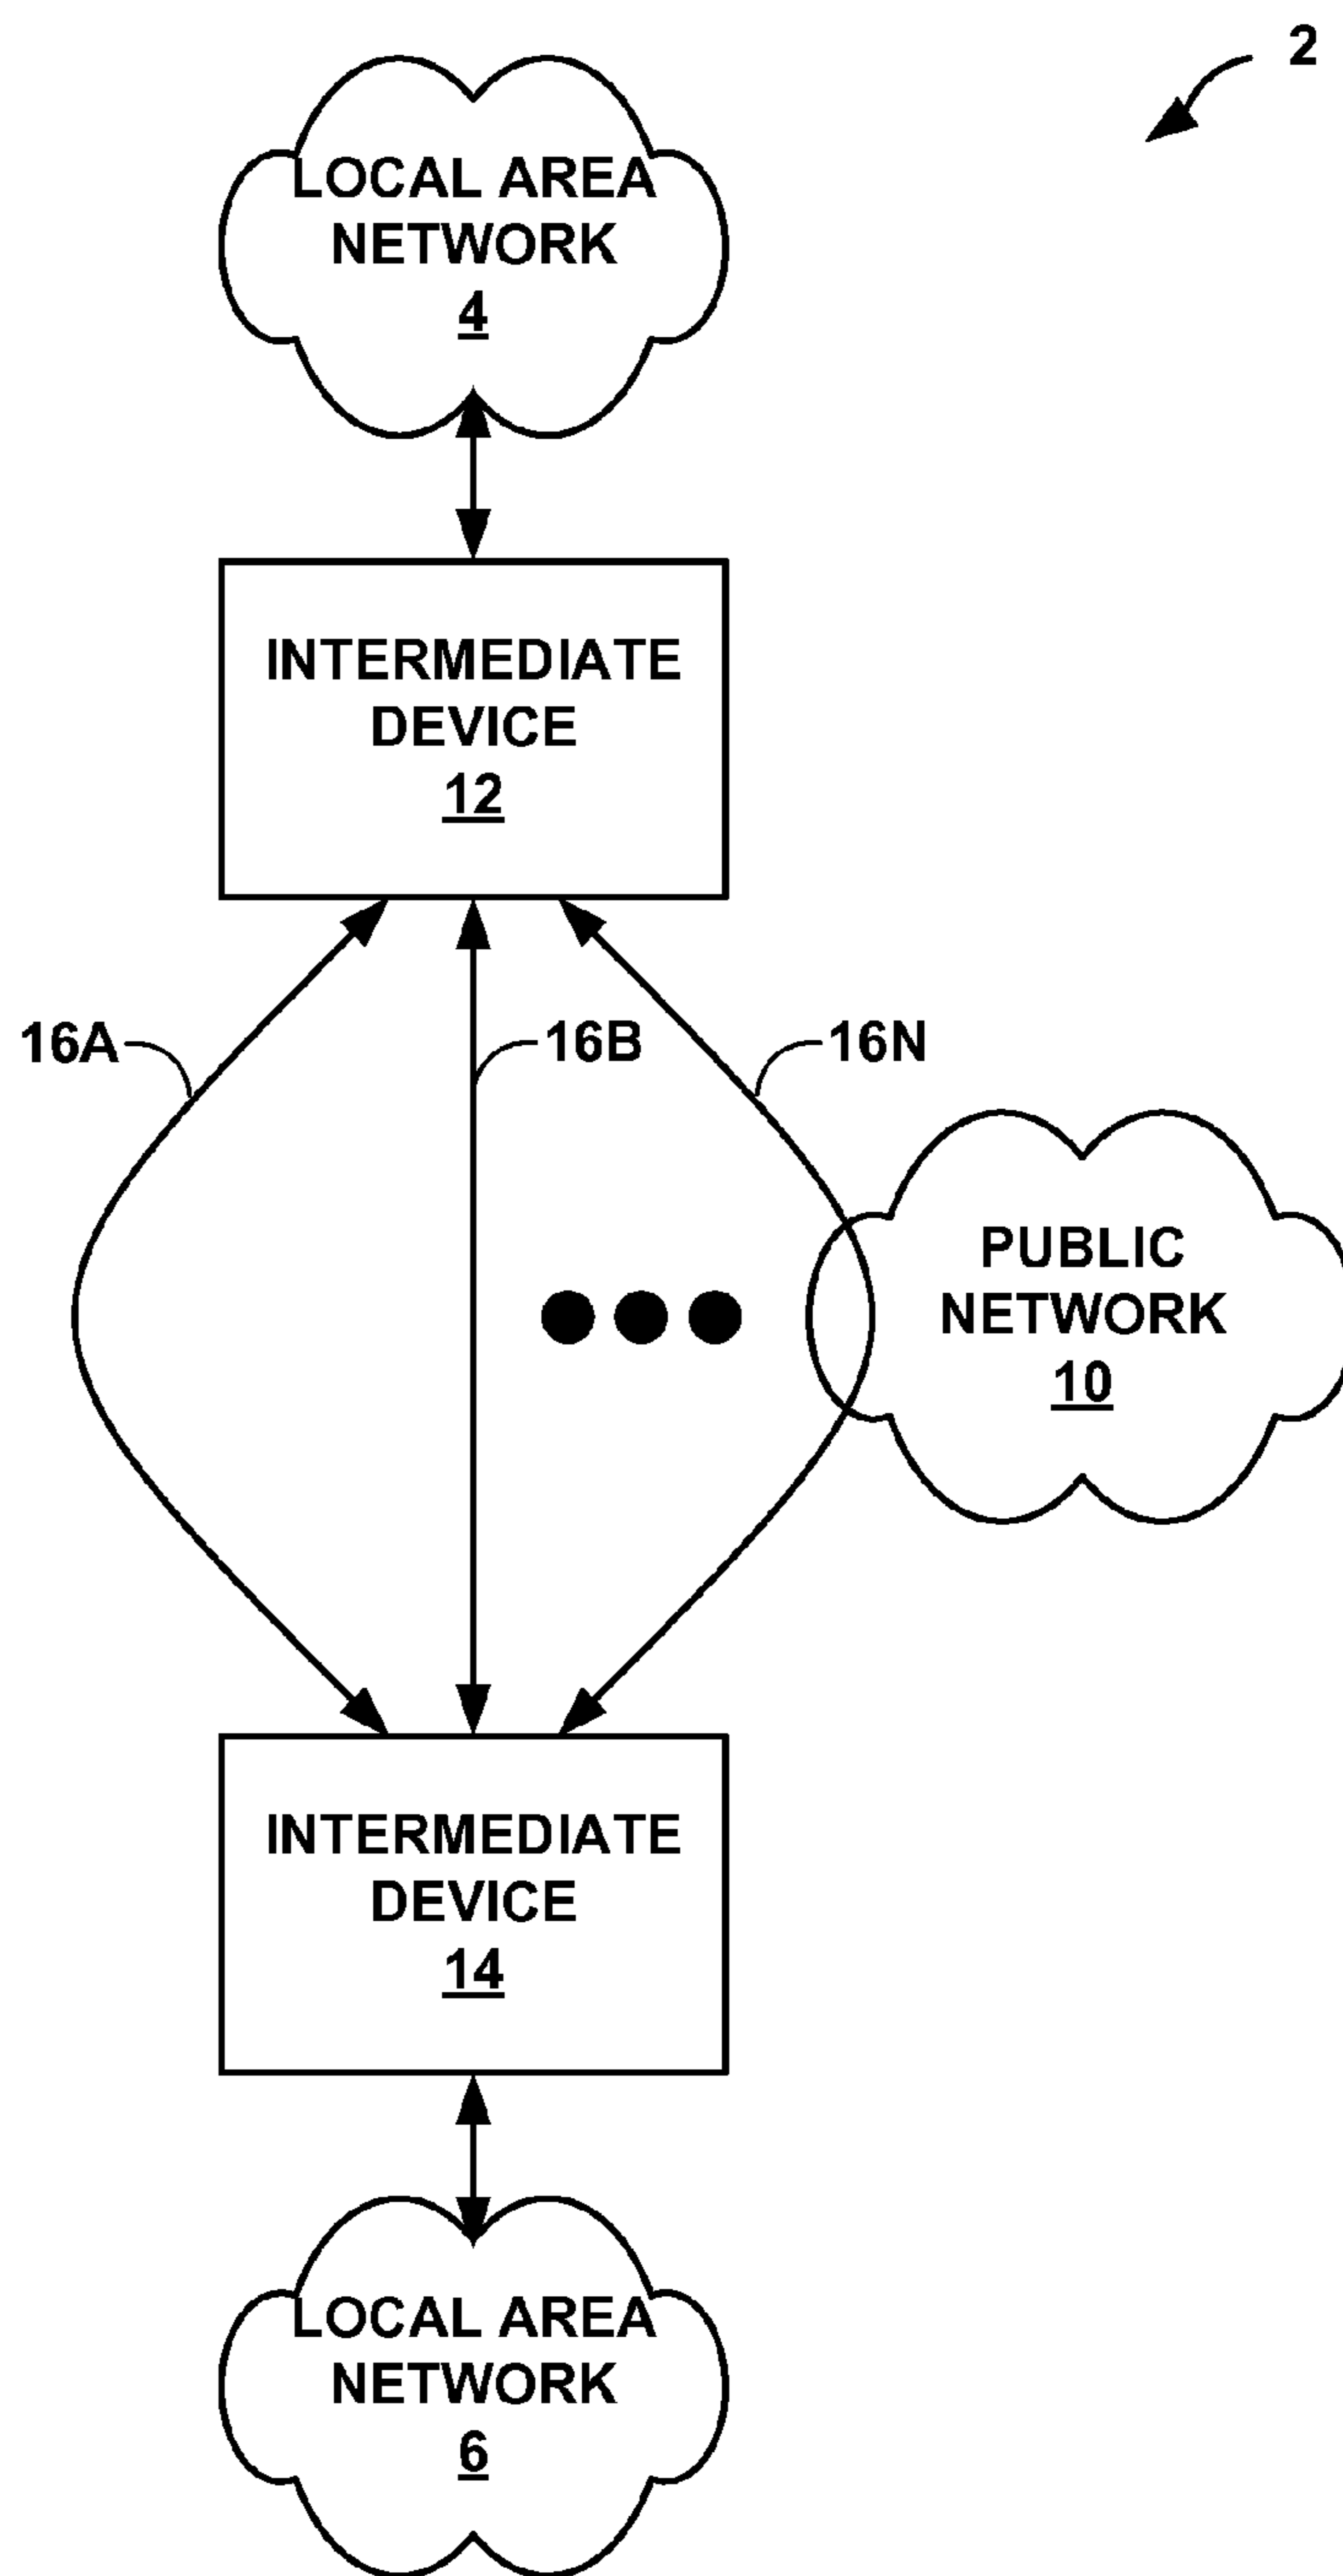 2
LOCAL AREA
NETWORK
4
INTERMEDIATE
DEVICE
12
16A
16B
16N
PUBLIC
NETWORK
10
INTERMEDIATE
DEVICE
14
LOCAL AREA
NETWORK
6